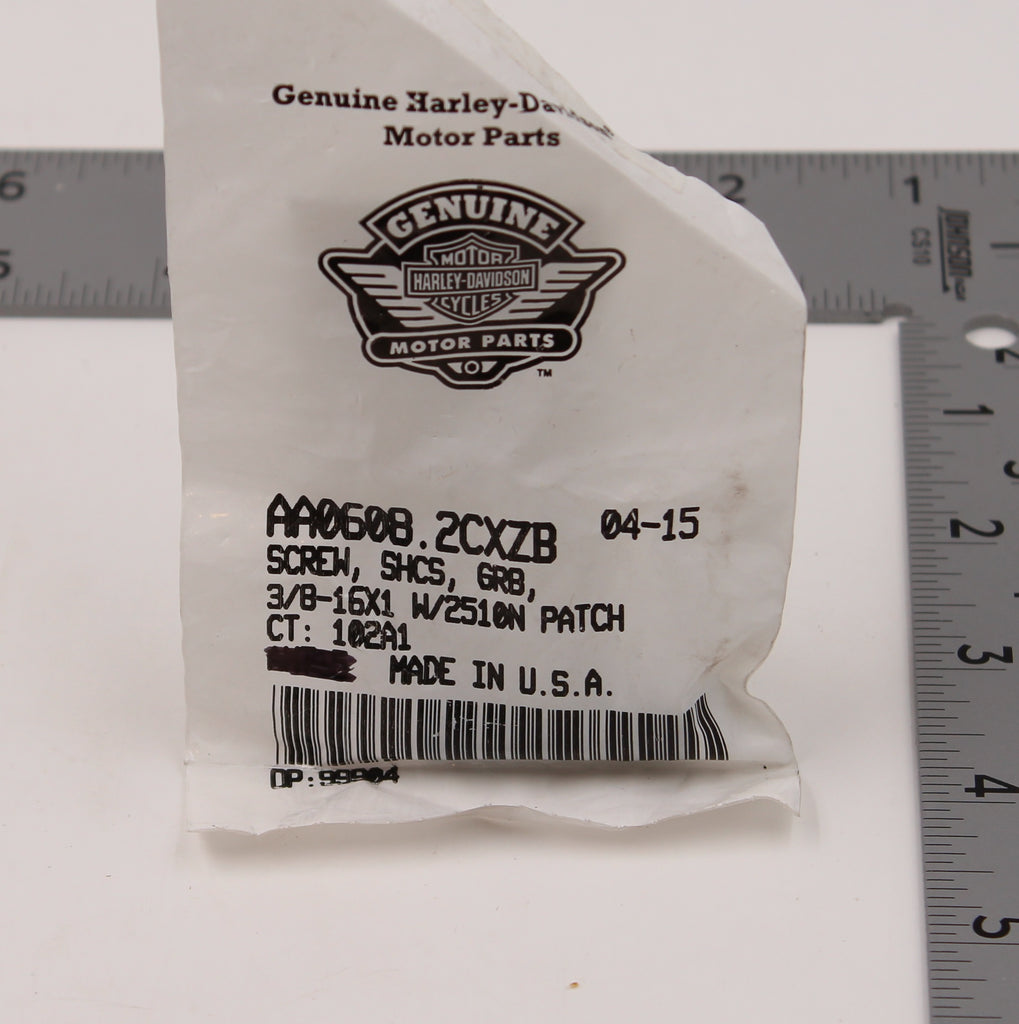 Genuine Harley-Davidson
Motor Parts
GENUINE
MOTOR
HARLEY-DAVIDSON
CYCLES
MOTOR PARTS
TM
AA0608.2CXZB 04-15
SCREW, SHCS, GR8,
3/8-16X1 W/2510N PATCH
CT: 102A1
MADE IN U.S.A.
OP:99904
6
2
1
5
JOHNSON
CS10
1
2
3
4
5